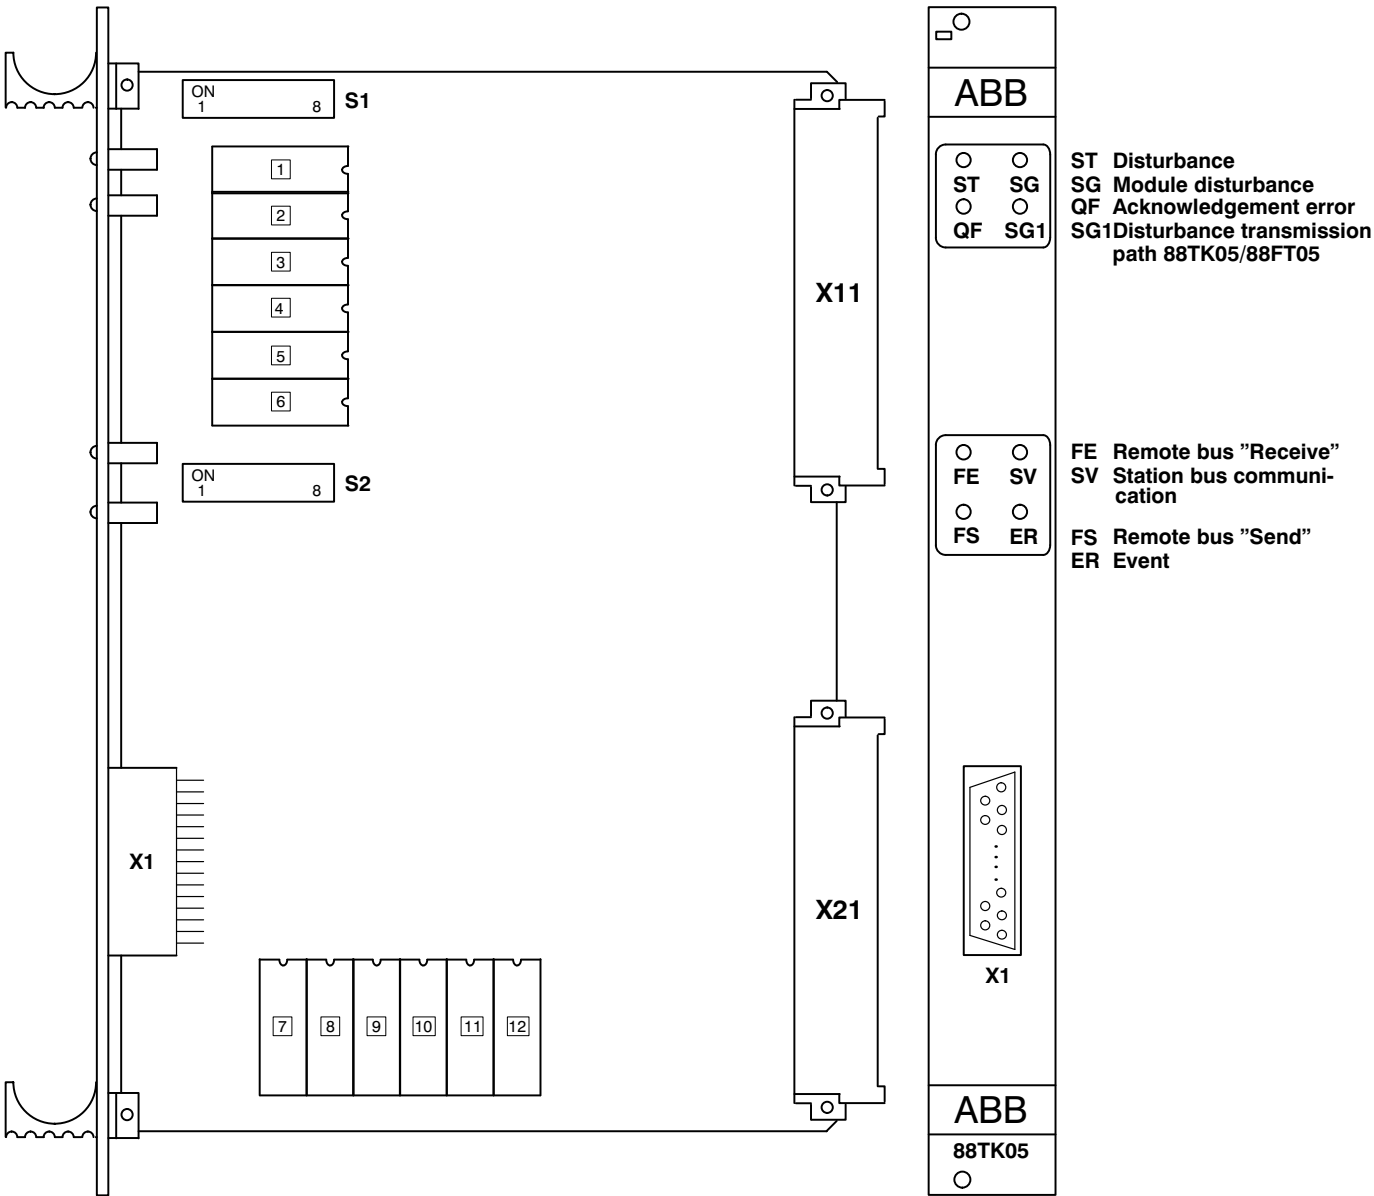 ON
1 8
S1
1
2
3
4
5
6
ON
1 8
S2
X1
7 8 9 10 11 12
X11
X21
ABB
ST SG
QF SG1
ST Disturbance
SG Module disturbance
QF Acknowledgement error
SG1Disturbance transmission
path 88TK05/88FT05
FE SV
FS ER
FE Remote bus ”Receive”
SV Station bus communi-
cation
FS Remote bus ”Send”
ER Event
X1
ABB
88TK05